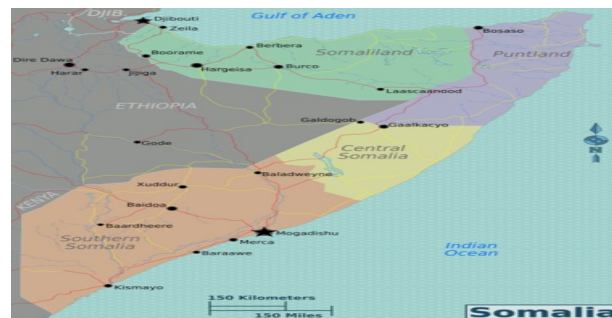 DJIB.
Djibouti
Gulf of Aden
Zeila
Bosaso
Boorame
Berbera
Somaliland
Puntland
Dire Dawa
Harar
Jijiga
Hargeisa
Burco
Laascaanood
ETHIOPIA
Galdogob
Gaalkacyo
Gode
Central
Somalia
Xuddur
Baladweyne
KENYA
Baidoa
Baardheere
Southern
Somalia
Mogadishu
Merca
Baraawe
Indian
Ocean
Kismayo
150 Kilometers
150 Miles
Somalia
N